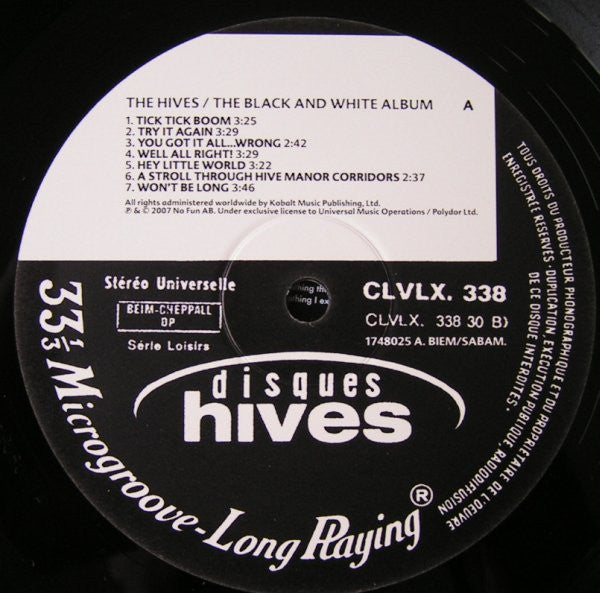 THE HIVES / THE BLACK AND WHITE ALBUM A
1. TICK TICK BOOM 3:25
2. TRY IT AGAIN 3:29
3. YOU GOT IT ALL...WRONG 2:42
4. WELL ALL RIGHT! 3:29
5. HEY LITTLE WORLD 3:22
6. A STROLL THROUGH HIVE MANOR CORRIDORS 2:37
7. WON'T BE LONG 3:46
All rights administered worldwide by Kobalt Music Publishing, Ltd.
℗ & © 2007 No Fun AB. Under exclusive license to Universal Music Operations / Polydor Ltd.
Stéréo Universelle
BEIM-CHEPPALL
DP
Série Loisirs
CLVLX. 338
CLVLX. 338 30 B)
1748025 A. BIEM/SABAM.
disques
hives
33 1/3 Microgroove-Long Playing®
TOUS DROITS DU PRODUCTEUR PHONOGRAPHIQUE ET DU PROPRIETAIRE DE L'OEUVRE
ENREGISTREE RESERVES · DUPLICATION, EXECUTION PUBLIQUE, RADIODIFFUSION
DE CE DISQUE INTERDITES.